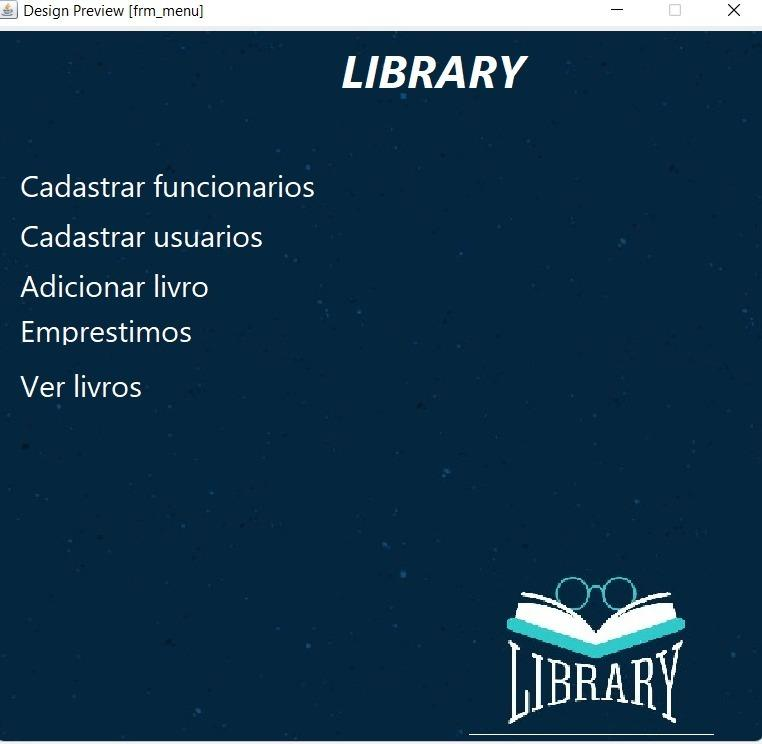 Design Preview [frm_menu]
LIBRARY
Cadastrar funcionarios
Cadastrar usuarios
Adicionar livro
Emprestimos
Ver livros
LIBRARY